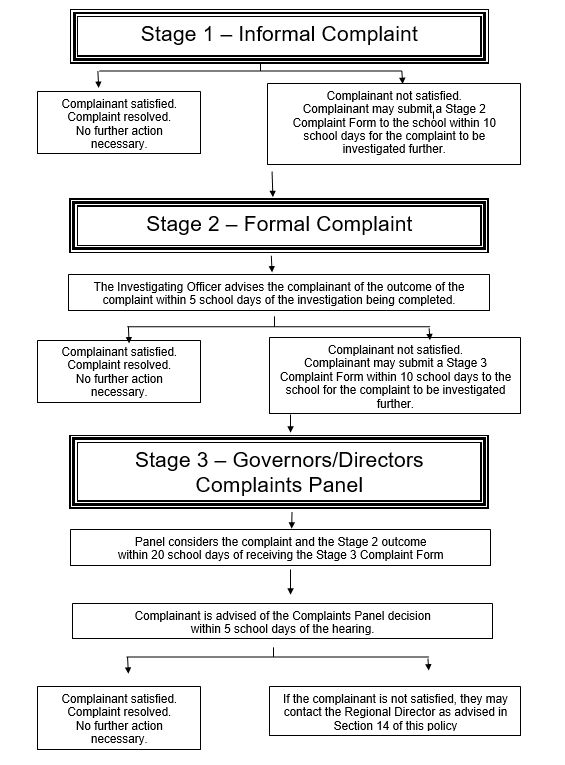 Stage 1 – Informal Complaint
Complainant satisfied.
Complaint resolved.
No further action
necessary.
Complainant not satisfied.
Complainant may submit,a Stage 2
Complaint Form to the school within 10
school days for the complaint to be
investigated further.
Stage 2 – Formal Complaint
The Investigating Officer advises the complainant of the outcome of the
complaint within 5 school days of the investigation being completed.
Complainant satisfied.
Complaint resolved.
No further action
necessary.
Complainant not satisfied.
Complainant may submit a Stage 3
Complaint Form within 10 school days to the
school for the complaint to be investigated
further.
Stage 3 – Governors/Directors
Complaints Panel
Panel considers the complaint and the Stage 2 outcome
within 20 school days of receiving the Stage 3 Complaint Form
Complainant is advised of the Complaints Panel decision
within 5 school days of the hearing.
Complainant satisfied.
Complaint resolved.
No further action
necessary.
If the complainant is not satisfied, they may
contact the Regional Director as advised in
Section 14 of this policy